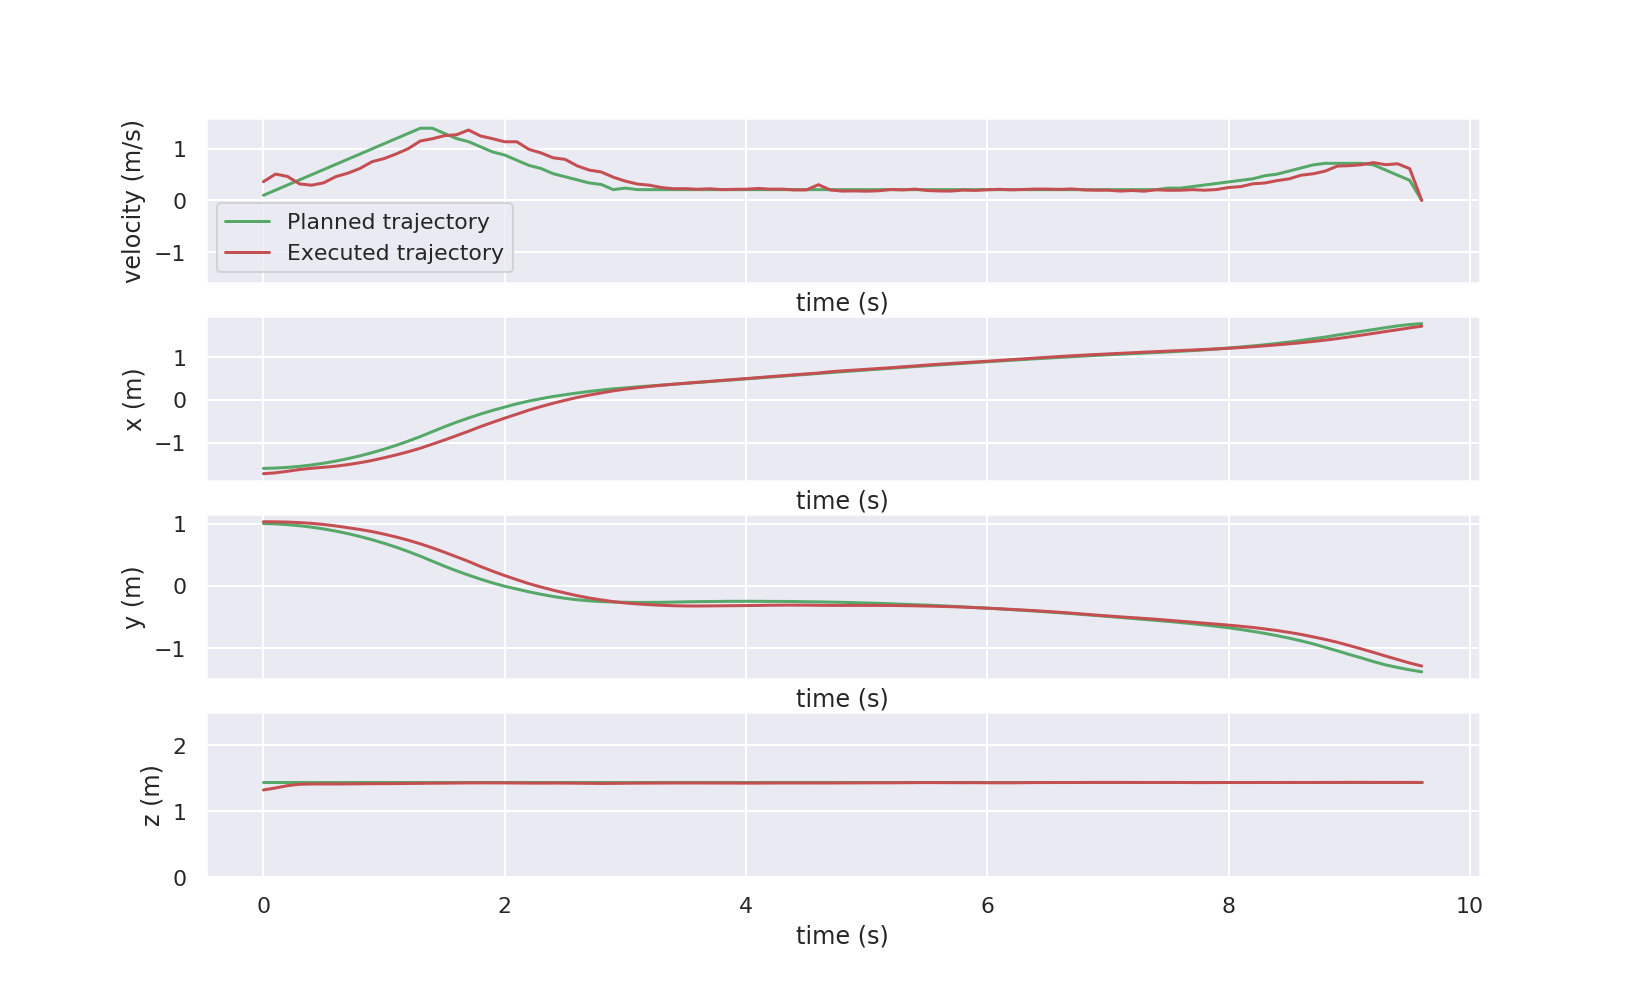 velocity (m/s)
1
0
−1
Planned trajectory
Executed trajectory
time (s)
x (m)
1
0
−1
time (s)
y (m)
1
0
−1
time (s)
z (m)
2
1
0
0 2 4 6 8 10
time (s)